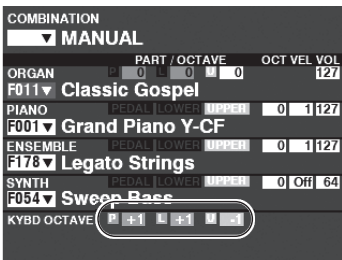 COMBINATION
▼ MANUAL
PART / OCTAVE OCT VEL VOL
ORGAN P 0 L 0 U 0 127
F011▼ Classic Gospel
PIANO PEDAL LOWER UPPER 0 1 127
F001▼ Grand Piano Y-CF
ENSEMBLE PEDAL LOWER UPPER 0 1 127
F178▼ Legato Strings
SYNTH PEDAL LOWER UPPER 0 Off 64
F054▼ Sweep Bass
KYBD OCTAVE P +1 L +1 U -1